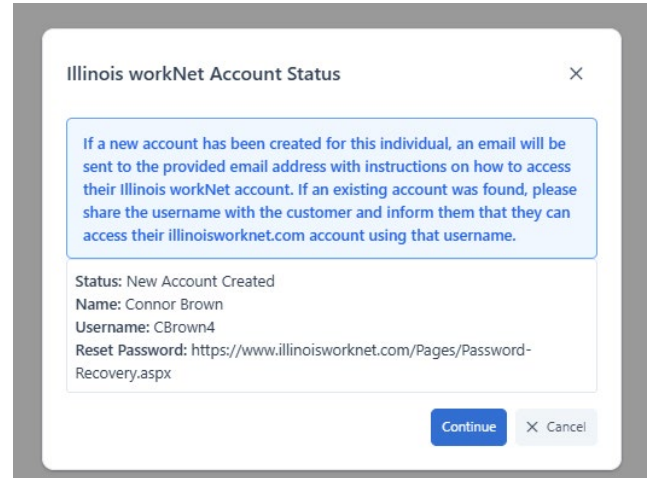 Illinois workNet Account Status
If a new account has been created for this individual, an email will be
sent to the provided email address with instructions on how to access
their Illinois workNet account. If an existing account was found, please
share the username with the customer and inform them that they can
access their illinoisworknet.com account using that username.
Status: New Account Created
Name: Connor Brown
Username: CBrown4
Reset Password: https://www.illinoisworknet.com/Pages/Password-
Recovery.aspx
Continue
Cancel